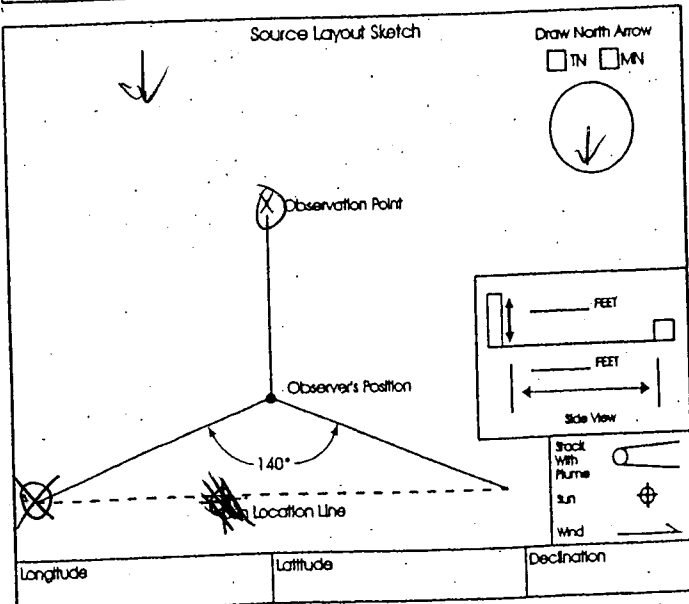 Source Layout Sketch
Draw North Arrow
TN MN
X Observation Point
FEET
Observer's Position
FEET
Side View
140°
Location Line
Stack
With
Plume
Sun
Wind
Longitude Latitude Declination